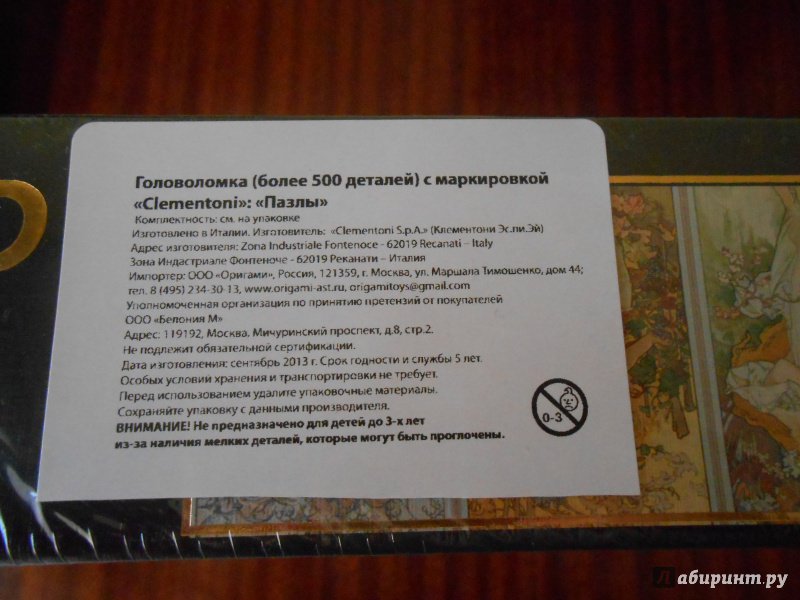 Головоломка (более 500 деталей) с маркировкой
«Clementoni»: «Пазлы»
Комплектность: см. на упаковке
Изготовлено в Италии. Изготовитель: «Clementoni S.p.A.» (Клементони Эс.пи.Эй)
Адрес изготовителя: Zona Industriale Fontenoce - 62019 Recanati – Italy
Зона Индастриале Фонтеноче - 62019 Реканати – Италия
Импортер: ООО «Оригами», Россия, 121359, г. Москва, ул. Маршала Тимошенко, дом 44;
тел. 8 (495) 234-30-13, www.origami-ast.ru, origamitoys@gmail.com
Уполномоченная организация по принятию претензий от покупателей
ООО «Белония М»
Адрес: 119192, Москва. Мичуринский проспект, д.8, стр.2.
Не подлежит обязательной сертификации.
Дата изготовления: сентябрь 2013 г. Срок годности и службы 5 лет.
Особых условий хранения и транспортировки не требует.
Перед использованием удалите упаковочные материалы.
Сохраняйте упаковку с данными производителя.
ВНИМАНИЕ! Не предназначено для детей до 3-х лет
из-за наличия мелких деталей, которые могут быть проглочены.
0-3
Лабиринт.ру